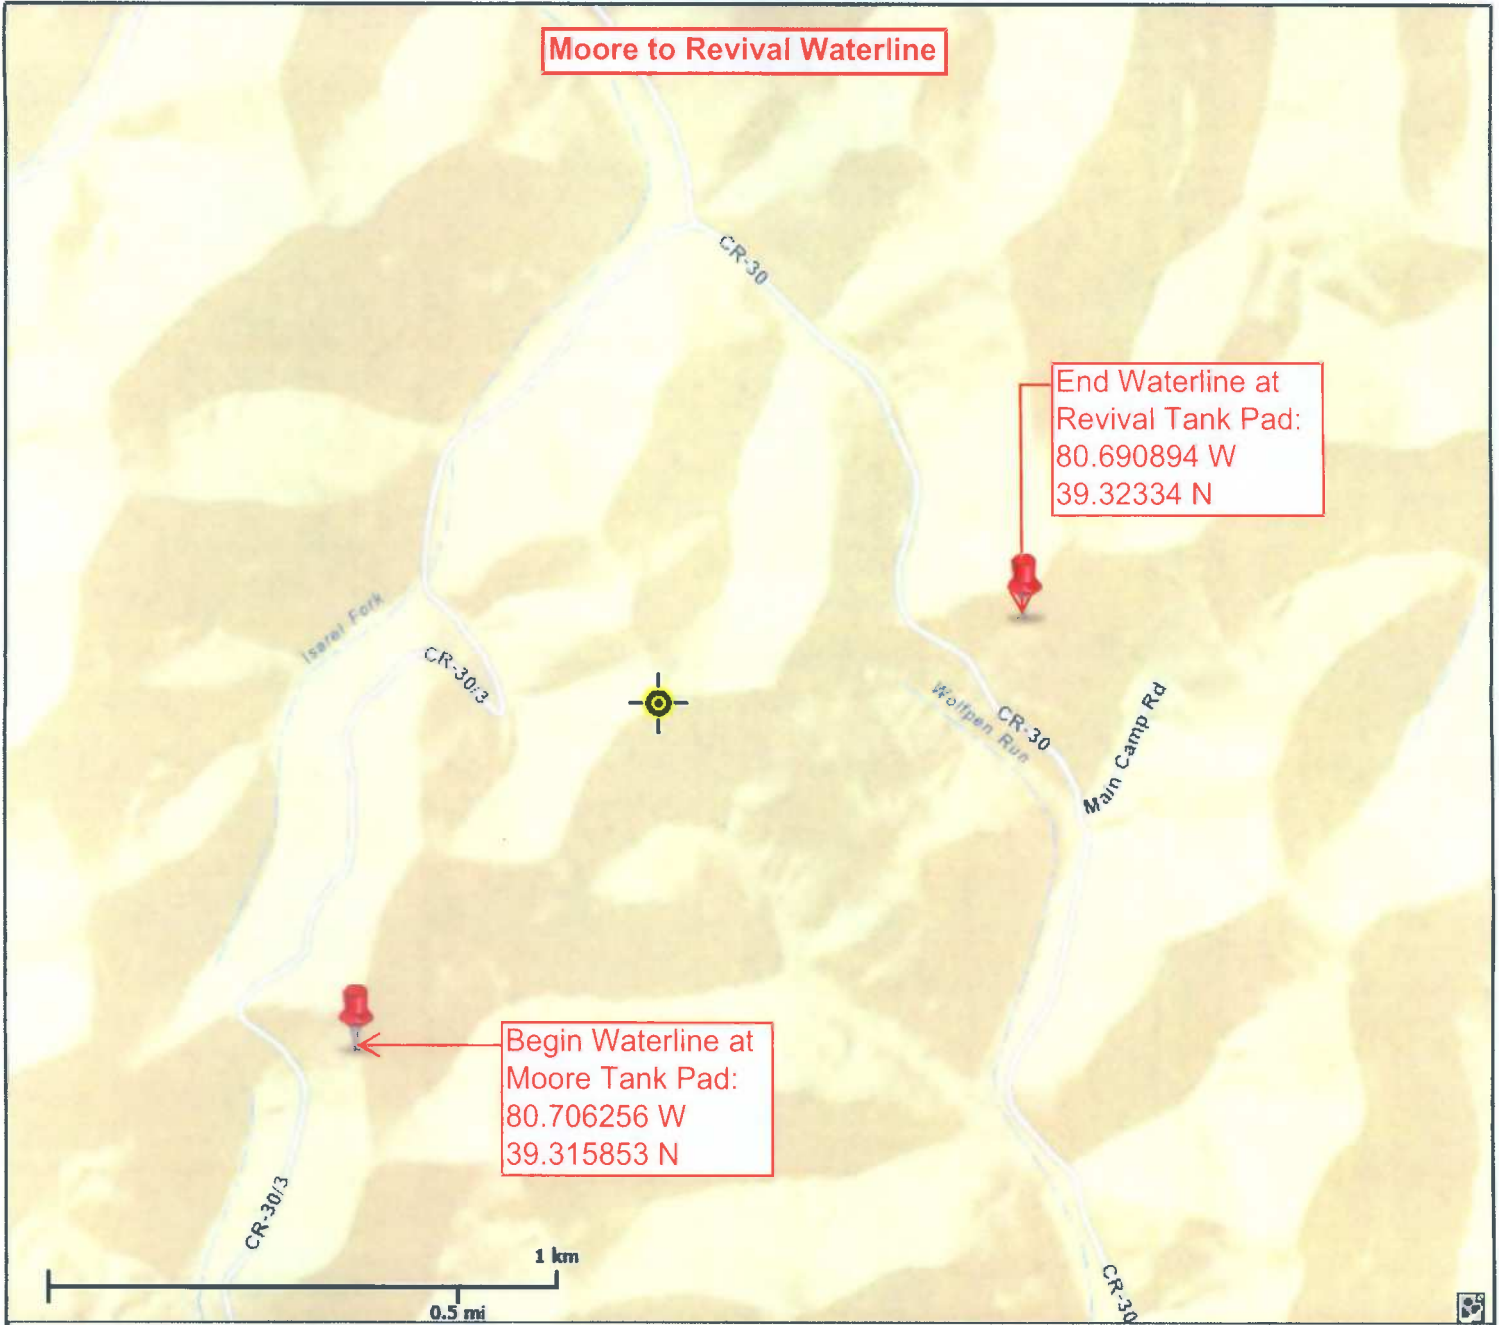 Moore to Revival Waterline
CR-30
End Waterline at
Revival Tank Pad:
80.690894 W
39.32334 N
Isarel Fork
CR-30/3
Wolfpen Run
CR-30
Main Camp Rd
Begin Waterline at
Moore Tank Pad:
80.706256 W
39.315853 N
CR-30/3
1 km
0.5 mi
CR-30